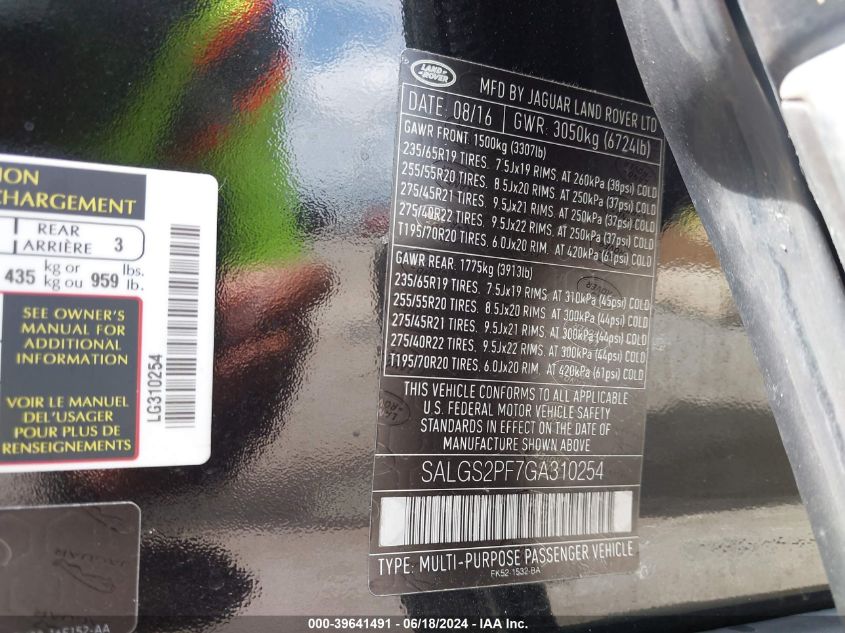 ION
CHARGEMENT
REAR
ARRIÈRE 3
435 kg or 959 lbs.
kg ou lb.
SEE OWNER'S
MANUAL FOR
ADDITIONAL
INFORMATION
VOIR LE MANUEL
DEL'USAGER
POUR PLUS DE
RENSEIGNEMENTS
LG310254
LAND
ROVER
MFD BY JAGUAR LAND ROVER LTD
DATE: 08/16 GWR: 3050kg (6724lb)
GAWR FRONT: 1500kg (3307lb)
235/65R19 TIRES. 7.5Jx19 RIMS. AT 260kPa (38psi) COLD
255/55R20 TIRES. 8.5Jx20 RIMS. AT 250kPa (37psi) COLD
275/45R21 TIRES. 9.5Jx21 RIMS. AT 250kPa (37psi) COLD
275/40R22 TIRES. 9.5Jx22 RIMS. AT 250kPa (37psi) COLD
T195/70R20 TIRES. 6.0Jx20 RIM. AT 420kPa (61psi) COLD
GAWR REAR: 1775kg (3913lb)
235/65R19 TIRES. 7.5Jx19 RIMS. AT 310kPa (45psi) COLD
255/55R20 TIRES. 8.5Jx20 RIMS. AT 300kPa (44psi) COLD
275/45R21 TIRES. 9.5Jx21 RIMS. AT 300kPa (44psi) COLD
275/40R22 TIRES. 9.5Jx22 RIMS. AT 300kPa (44psi) COLD
T195/70R20 TIRES. 6.0Jx20 RIM. AT 420kPa (61psi) COLD
THIS VEHICLE CONFORMS TO ALL APPLICABLE
U.S. FEDERAL MOTOR VEHICLE SAFETY
STANDARDS IN EFFECT ON THE DATE OF
MANUFACTURE SHOWN ABOVE
SALGS2PF7GA310254
TYPE: MULTI-PURPOSE PASSENGER VEHICLE
FK52-1532-BA
JAGUAR
000-39641491 - 06/18/2024 - IAA Inc.